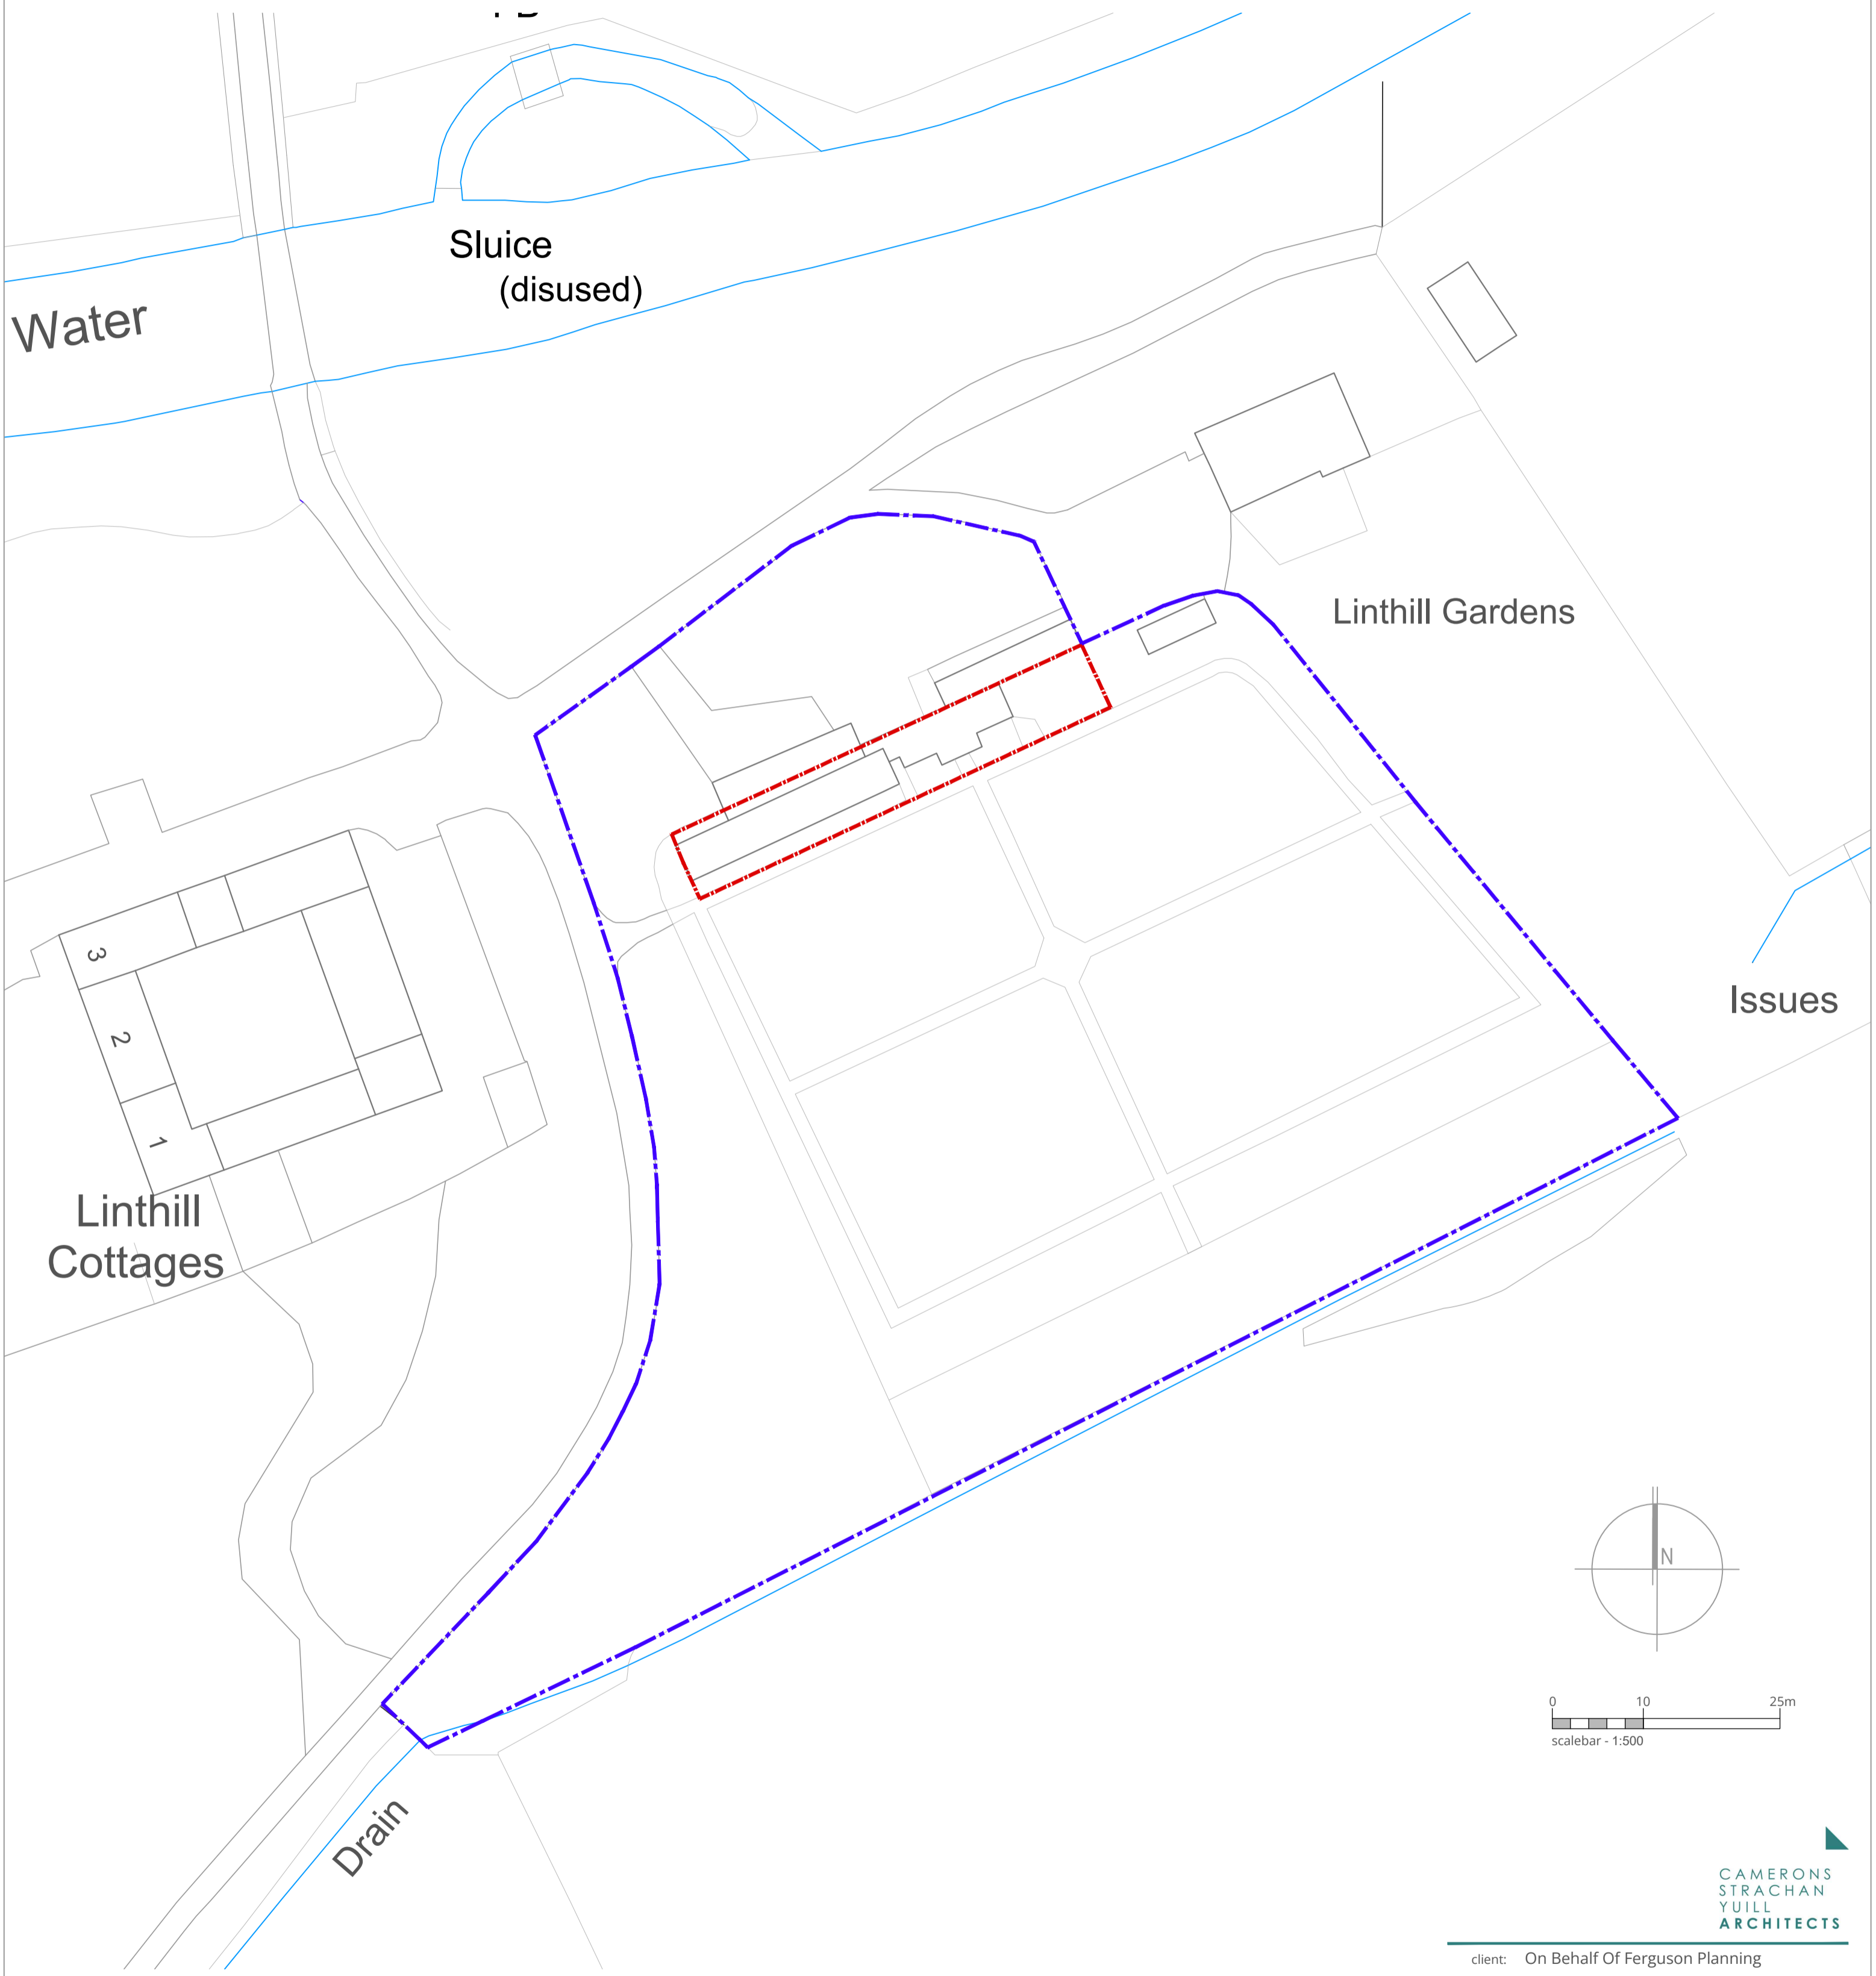 Sluice
(disused)
Water
Linthill Gardens
3
2
1
Linthill
Cottages
Issues
N
0 10 25m
scalebar - 1:500
Drain
CAMERONS
STRACHAN
YUILL
ARCHITECTS
client: On Behalf Of Ferguson Planning